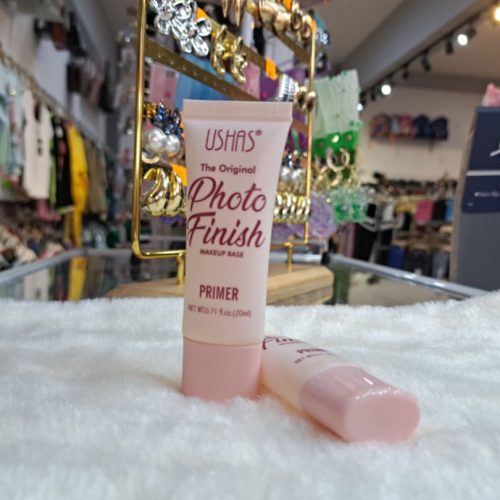 USHAS®
The Original
Photo
Finish
MAKEUP BASE
PRIMER
NET WT.0.71 fl.oz.(20ml)